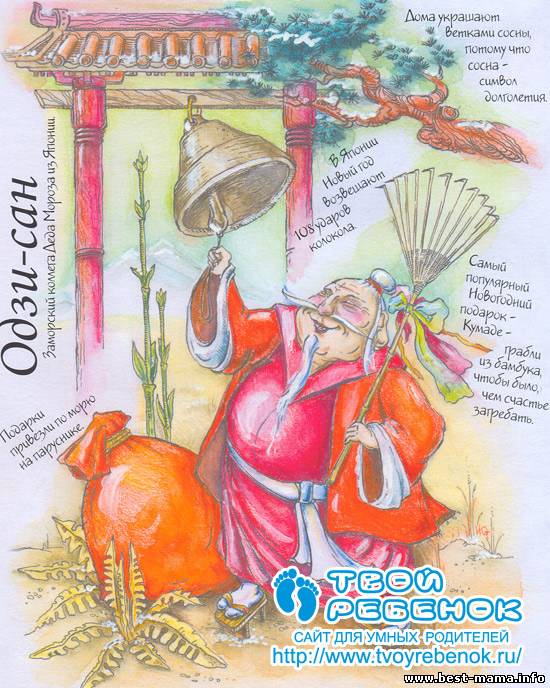 Дома украшают
ветками сосны,
потому что
сосна -
символ
долголетия.
Одзи-сан
Заморский коллега Деда Мороза из Японии.
В Японии
Новый год
возвещают
108 ударов
колокола.
Самый
популярный
Новогодний
подарок -
Кумаде -
грабли
из бамбука,
чтобы было,
чем счастье
загребать.
Подарки
привезли по морю
на паруснике.
НG
ТВОЙ
РЕБЕНОК
САЙТ ДЛЯ УМНЫХ РОДИТЕЛЕЙ
http://www.tvoyrebenok.ru/
www.best-mama.info